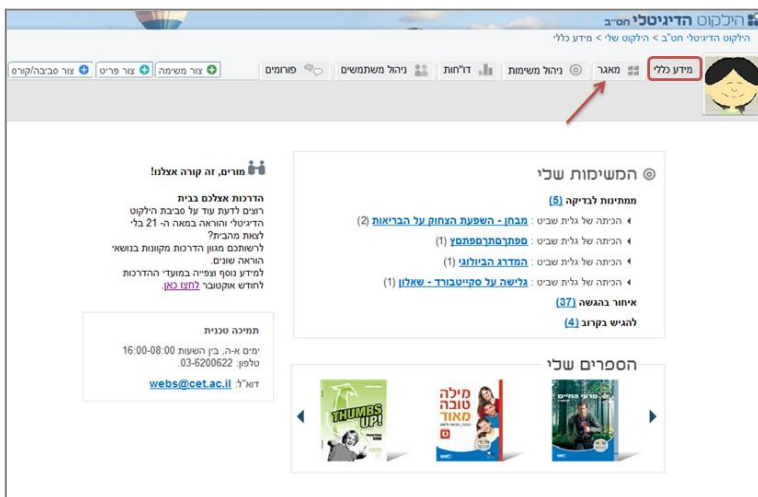 הילקוט הדיגיטלי חט״ב
הילקוט הדיגיטלי חט"ב > הילקוט שלי > מידע כללי
מידע כללי
מאגר
ניהול משימות
דו"חות
ניהול משתמשים
פורומים
צור משימה
צור פריט
צור סביבה/קורס
המשימות שלי
ממתינות לבדיקה (5)
הכיתה של גלית שביט : מבחן - השפעת הצחוק על הבריאות (2)
הכיתה של גלית שביט : (1)
הכיתה של גלית שביט : המדרג הביולוגי (1)
הכיתה של גלית שביט : גלישה על סקייטבורד - שאלון (1)
איחור בהגשה (37)
להגיש בקרוב (4)
מורים, זה קורה אצלנו!
הדרכות אצלכם בבית
רוצים לדעת עוד על סביבת הילקוט
הדיגיטלי והוראה במאה ה- 21 בלי
לצאת מהבית?
לרשותכם מגוון הדרכות מקוונות בנושאי
הוראה שונים.
למידע נוסף וצפייה במועדי ההדרכות
לחודש אוקטובר לחצו כאן.
תמיכה טכנית
ימים א-ה, בין השעות 16:00-08:00
טלפון: 03-6200622.
דוא"ל: webs@cet.ac.il
הספרים שלי
מדעי החיים
מילה
טובה
מאוד
THUMBS
UP!